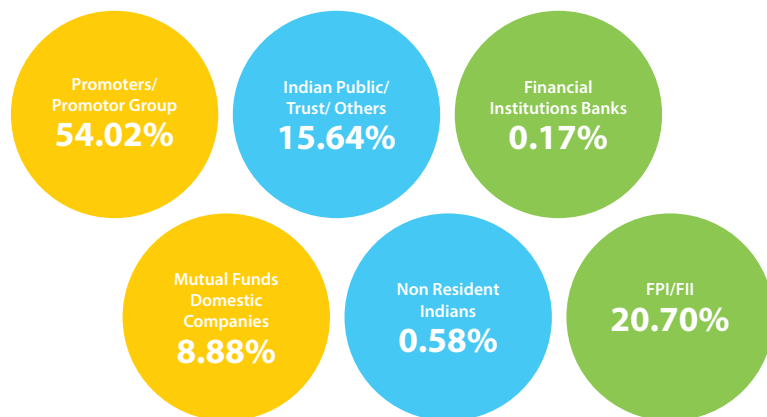 Promoters/
Promotor Group
54.02%
Indian Public/
Trust/ Others
15.64%
Financial
Institutions Banks
0.17%
Mutual Funds
Domestic
Companies
8.88%
Non Resident
Indians
0.58%
FPI/FII
20.70%